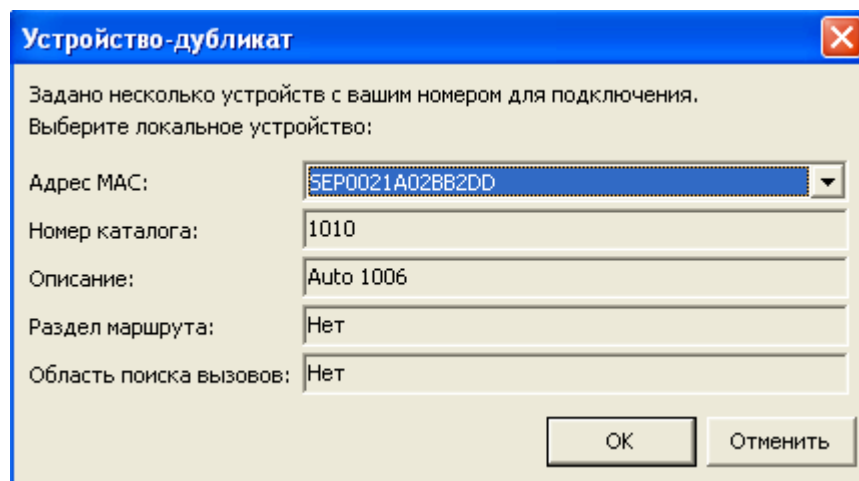 Устройство-дубликат
Задано несколько устройств с вашим номером для подключения.
Выберите локальное устройство:
Адрес MAC: SEP0021A02BB2DD
Номер каталога: 1010
Описание: Auto 1006
Раздел маршрута: Нет
Область поиска вызовов: Нет
OK Отменить